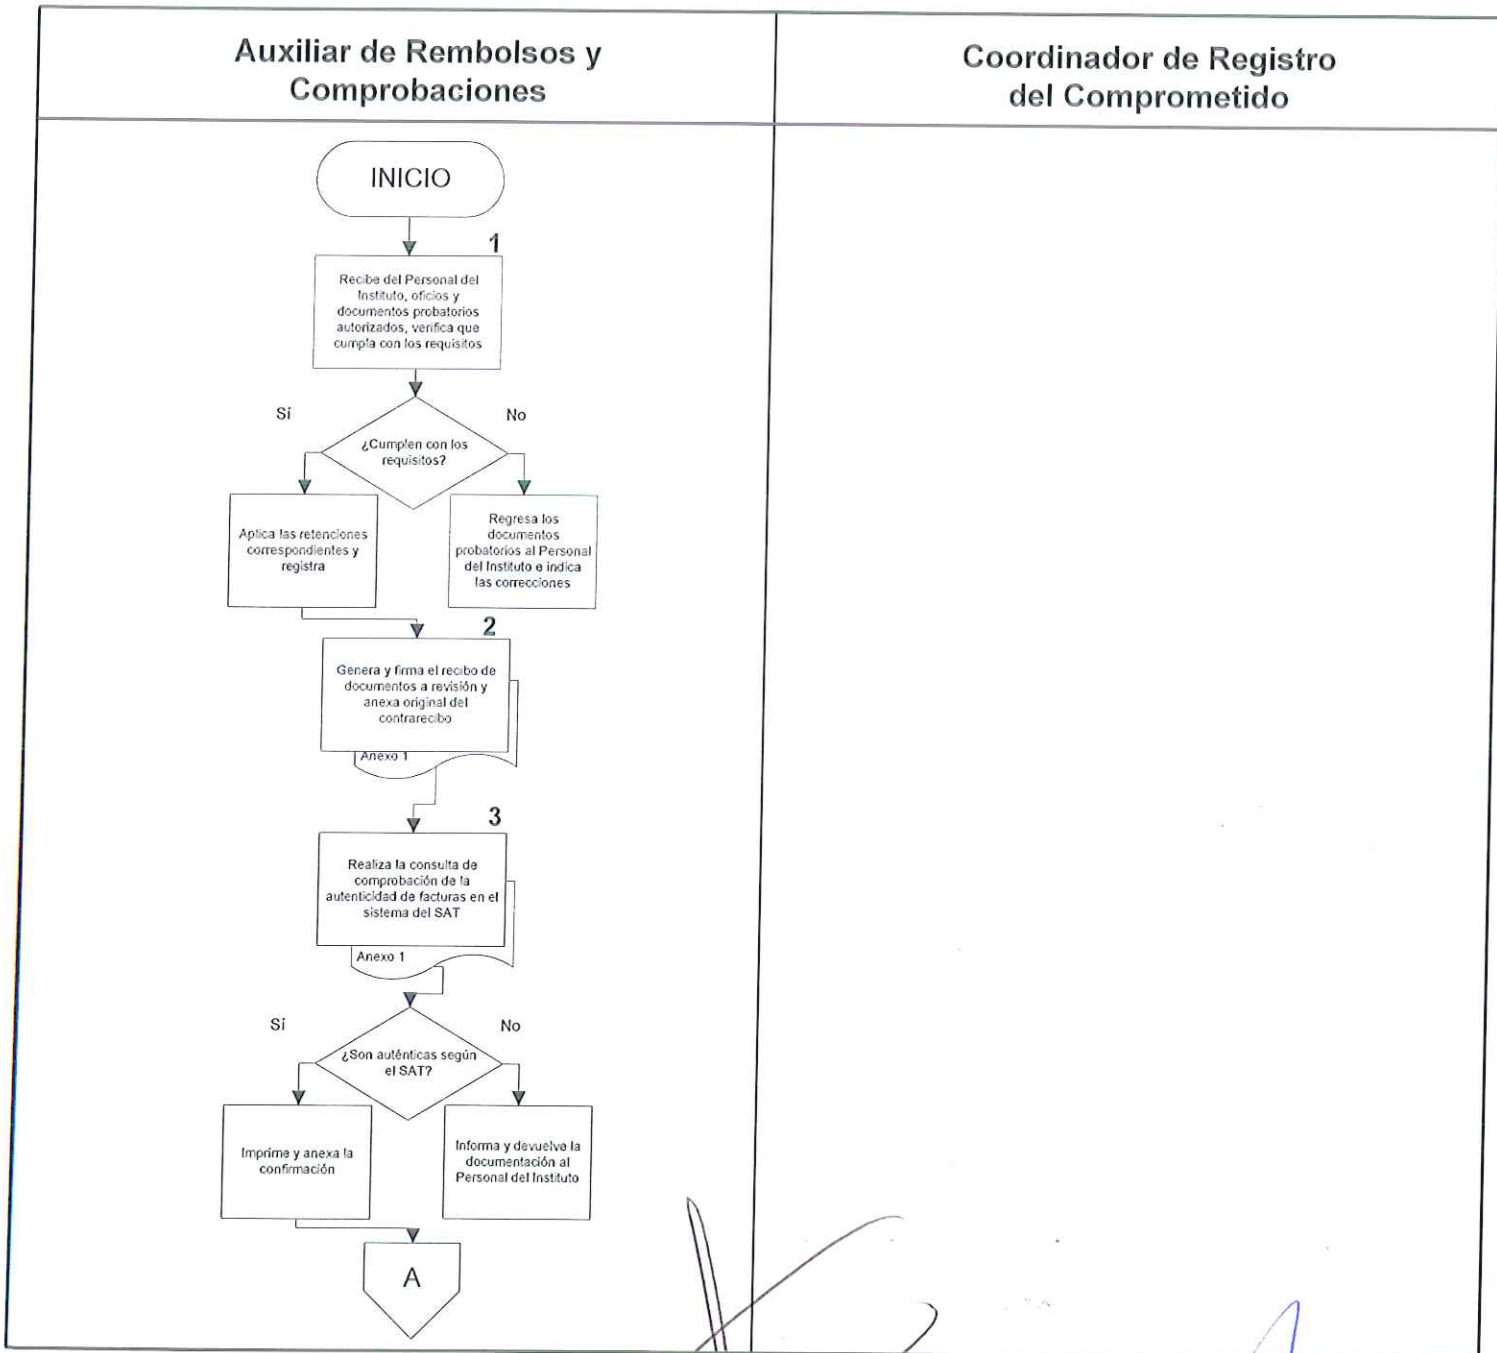 Auxiliar de Rembolsos y
Comprobaciones
Coordinador de Registro
del Comprometido
INICIO
1
Recibe del Personal del
Instituto, oficios y
documentos probatorios
autorizados, verifica que
cumpla con los requisitos
Sí
No
¿Cumplen con los
requisitos?
Aplica las retenciones
correspondientes y
registra
Regresa los
documentos
probatorios al Personal
del Instituto e indica
las correcciones
2
Genera y firma el recibo de
documentos a revisión y
anexa original del
contrarecibo
Anexo 1
3
Realiza la consulta de
comprobación de la
autenticidad de facturas en el
sistema del SAT
Anexo 1
Sí
No
¿Son auténticas según
el SAT?
Imprime y anexa la
confirmación
Informa y devuelve la
documentación al
Personal del Instituto
A